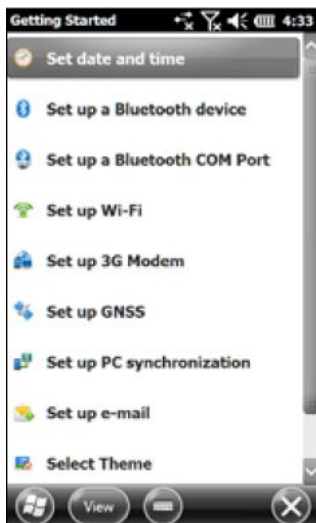 Getting Started 4:33
Set date and time
Set up a Bluetooth device
Set up a Bluetooth COM Port
Set up Wi-Fi
Set up 3G Modem
Set up GNSS
Set up PC synchronization
Set up e-mail
Select Theme
View